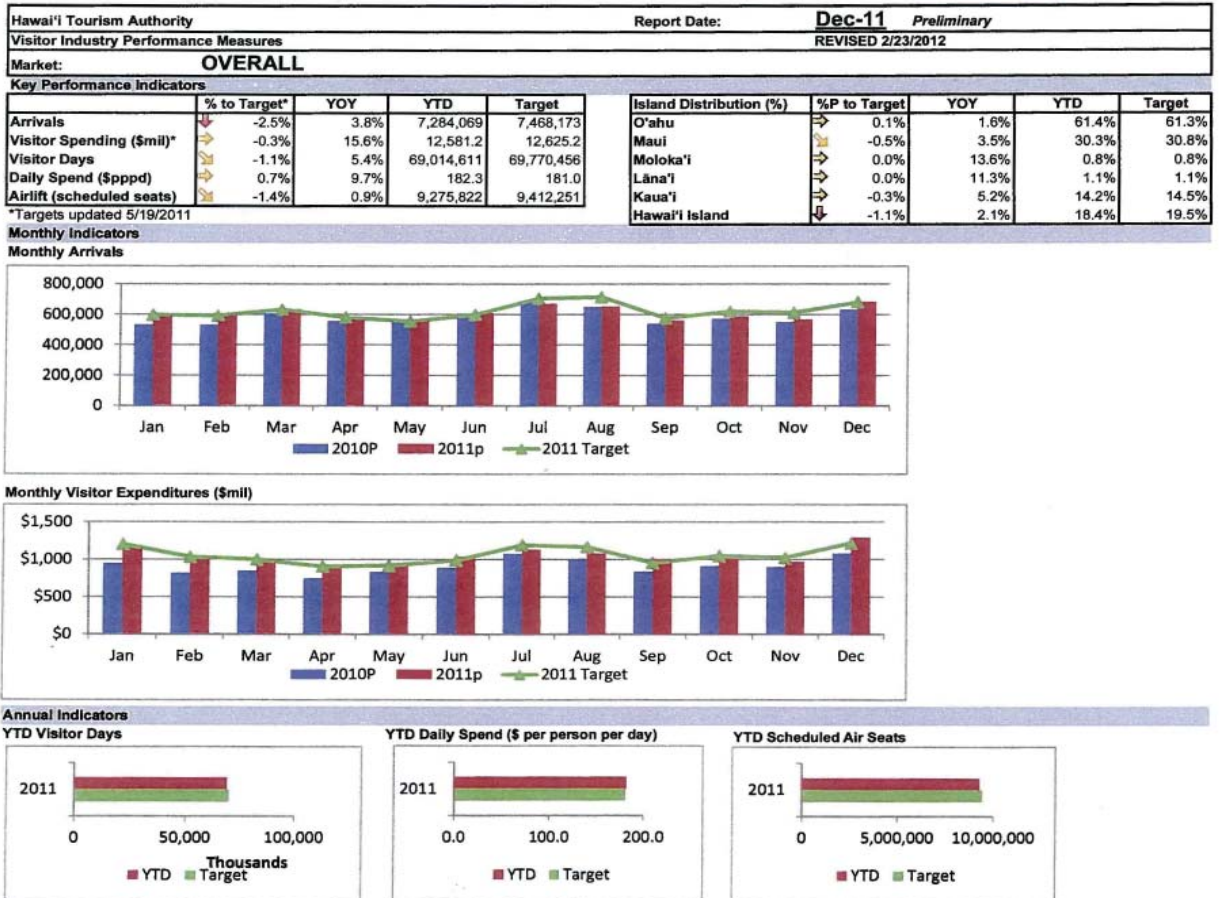 Hawai'i Tourism Authority Report Date: Dec-11 Preliminary
Visitor Industry Performance Measures REVISED 2/23/2012
Market: OVERALL
Key Performance Indicators
% to Target* YOY YTD Target
Arrivals -2.5% 3.8% 7,284,069 7,468,173
Visitor Spending ($mil)* -0.3% 15.6% 12,581.2 12,625.2
Visitor Days -1.1% 5.4% 69,014,611 69,770,456
Daily Spend ($pppd) 0.7% 9.7% 182.3 181.0
Airlift (scheduled seats) -1.4% 0.9% 9,275,822 9,412,251
*Targets updated 5/19/2011
Island Distribution (%) %P to Target YOY YTD Target
O'ahu 0.1% 1.6% 61.4% 61.3%
Maui -0.5% 3.5% 30.3% 30.8%
Moloka'i 0.0% 13.6% 0.8% 0.8%
Lāna'i 0.0% 11.3% 1.1% 1.1%
Kaua'i -0.3% 5.2% 14.2% 14.5%
Hawai'i Island -1.1% 2.1% 18.4% 19.5%
Monthly Indicators
Monthly Arrivals
800,000
600,000
400,000
200,000
0
Jan Feb Mar Apr May Jun Jul Aug Sep Oct Nov Dec
2010P 2011p 2011 Target
Monthly Visitor Expenditures ($mil)
$1,500
$1,000
$500
$0
Jan Feb Mar Apr May Jun Jul Aug Sep Oct Nov Dec
2010P 2011p 2011 Target
Annual Indicators
YTD Visitor Days
2011
0 50,000 100,000
Thousands
YTD Target
YTD Daily Spend ($ per person per day)
2011
0.0 100.0 200.0
YTD Target
YTD Scheduled Air Seats
2011
0 5,000,000 10,000,000
YTD Target